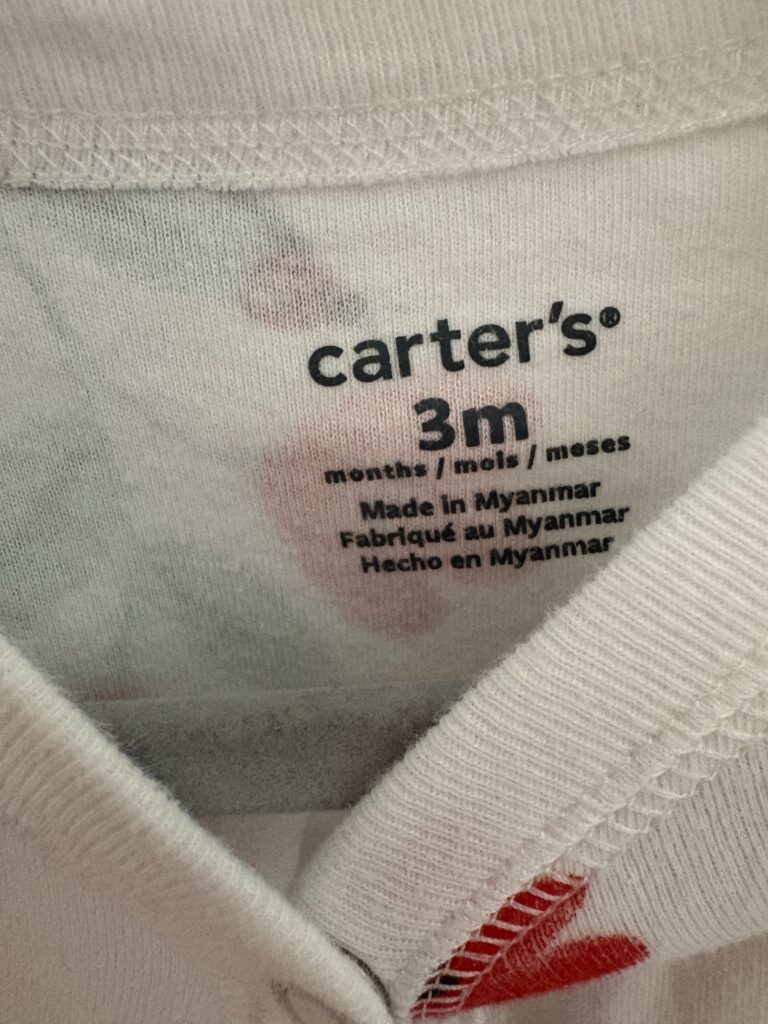 carter's®
3m
months / mois / meses
Made in Myanmar
Fabriqué au Myanmar
Hecho en Myanmar